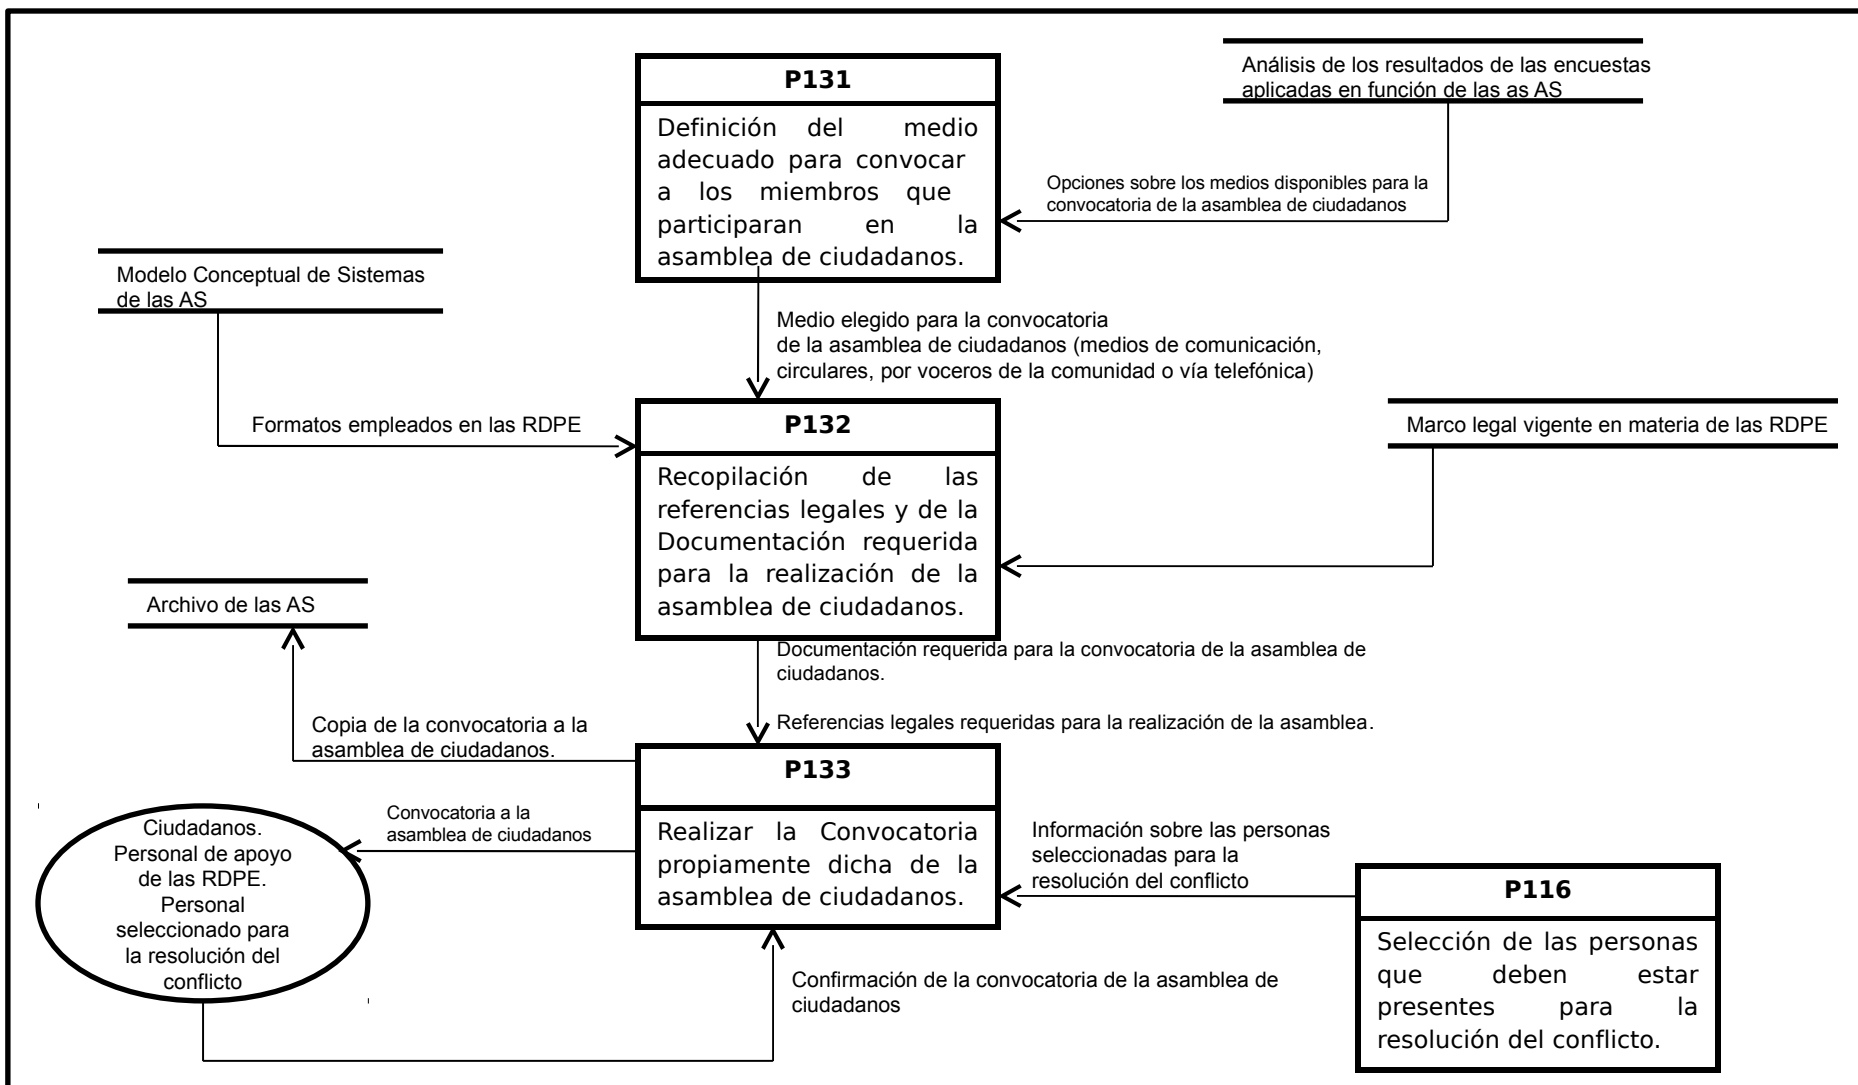 P131
Definición del medio
adecuado para convocar
a los miembros que
participaran en la
asamblea de ciudadanos.
Análisis de los resultados de las encuestas
aplicadas en función de las as AS
Opciones sobre los medios disponibles para la
convocatoria de la asamblea de ciudadanos
Modelo Conceptual de Sistemas
de las AS
Medio elegido para la convocatoria
de la asamblea de ciudadanos (medios de comunicación,
circulares, por voceros de la comunidad o vía telefónica)
Formatos empleados en las RDPE
P132
Recopilación de las
referencias legales y de la
Documentación requerida
para la realización de la
asamblea de ciudadanos.
Marco legal vigente en materia de las RDPE
Archivo de las AS
Documentación requerida para la convocatoria de la asamblea de
ciudadanos.
Referencias legales requeridas para la realización de la asamblea.
Copia de la convocatoria a la
asamblea de ciudadanos.
P133
Realizar la Convocatoria
propiamente dicha de la
asamblea de ciudadanos.
Convocatoria a la
asamblea de ciudadanos
Ciudadanos.
Personal de apoyo
de las RDPE.
Personal
seleccionado para
la resolución del
conflicto
Información sobre las personas
seleccionadas para la
resolución del conflicto
P116
Selección de las personas
que deben estar
presentes para la
resolución del conflicto.
Confirmación de la convocatoria de la asamblea de
ciudadanos